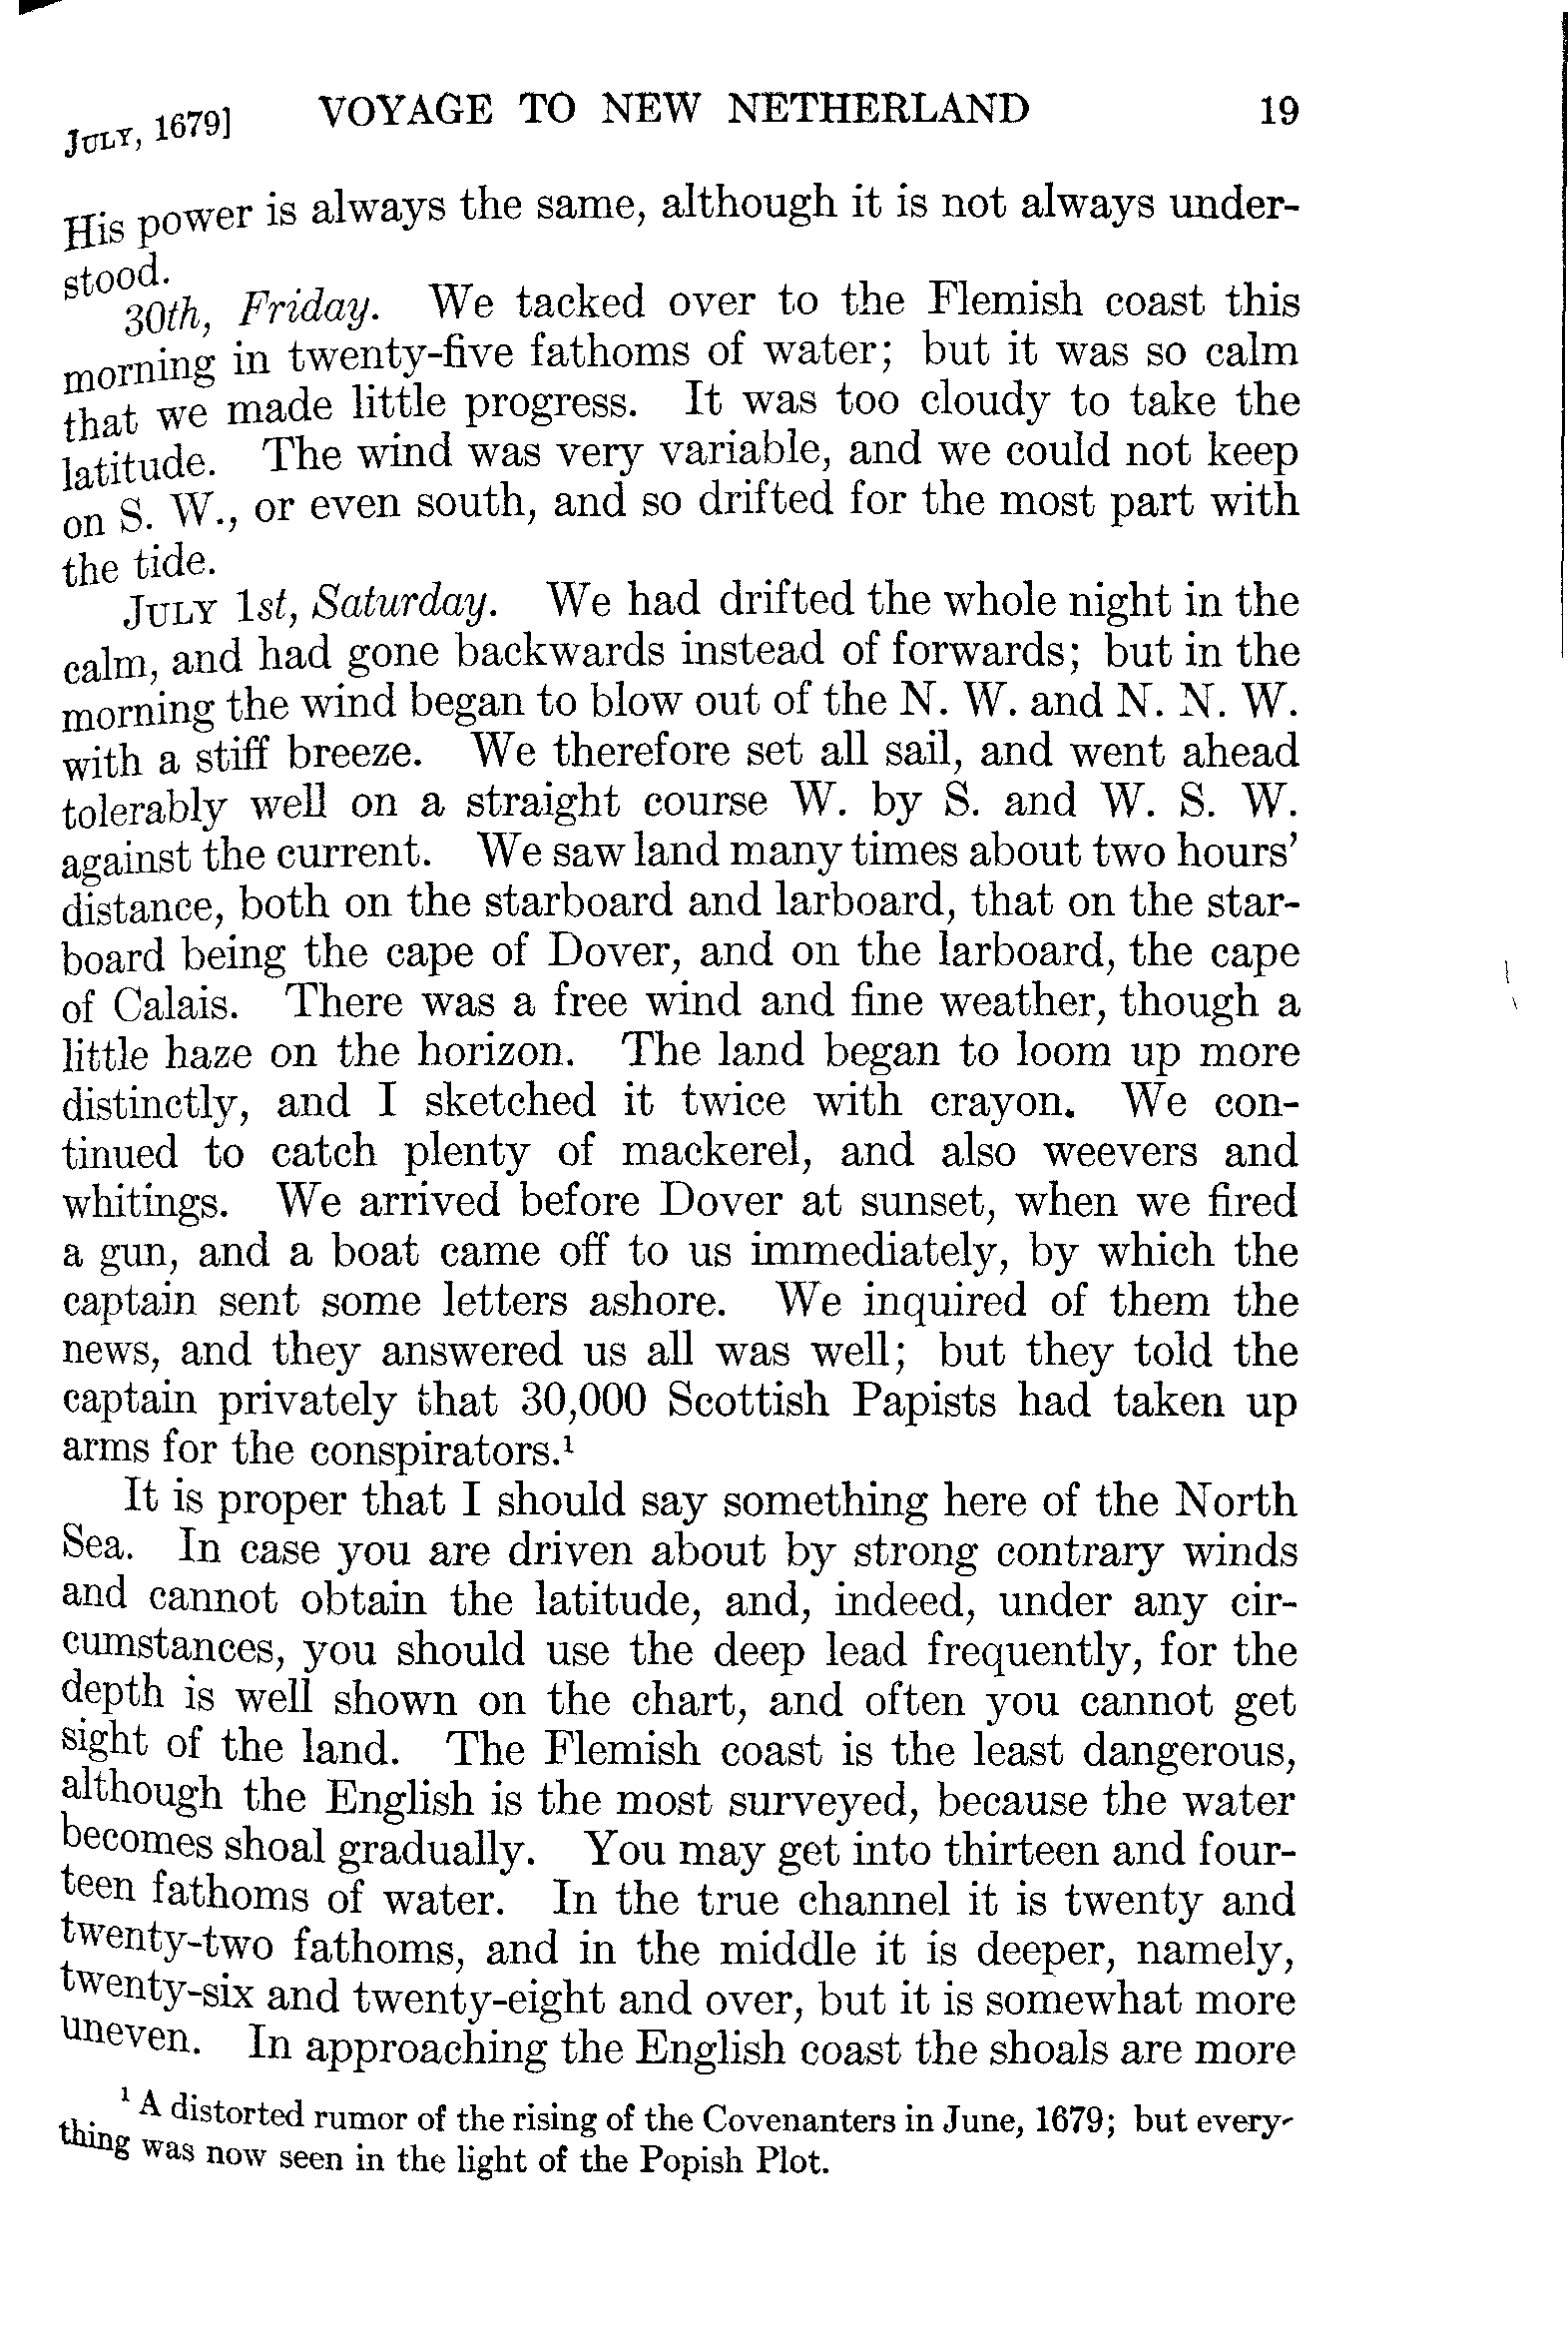 JULY, 1679] VOYAGE TO NEW NETHERLAND 19
His power is always the same, although it is not always under-
stood.
30th, Friday. We tacked over to the Flemish coast this
morning in twenty-five fathoms of water; but it was so calm
that we made little progress. It was too cloudy to take the
latitude. The wind was very variable, and we could not keep
on S. W., or even south, and so drifted for the most part with
the tide.
JULY 1st, Saturday. We had drifted the whole night in the
calm, and had gone backwards instead of forwards; but in the
morning the wind began to blow out of the N. W. and N. N. W.
with a stiff breeze. We therefore set all sail, and went ahead
tolerably well on a straight course W. by S. and W. S. W.
against the current. We saw land many times about two hours'
distance, both on the starboard and larboard, that on the star-
board being the cape of Dover, and on the larboard, the cape
of Calais. There was a free wind and fine weather, though a
little haze on the horizon. The land began to loom up more
distinctly, and I sketched it twice with crayon. We con-
tinued to catch plenty of mackerel, and also weevers and
whitings. We arrived before Dover at sunset, when we fired
a gun, and a boat came off to us immediately, by which the
captain sent some letters ashore. We inquired of them the
news, and they answered us all was well; but they told the
captain privately that 30,000 Scottish Papists had taken up
arms for the conspirators.¹
It is proper that I should say something here of the North
Sea. In case you are driven about by strong contrary winds
and cannot obtain the latitude, and, indeed, under any cir-
cumstances, you should use the deep lead frequently, for the
depth is well shown on the chart, and often you cannot get
sight of the land. The Flemish coast is the least dangerous,
although the English is the most surveyed, because the water
becomes shoal gradually. You may get into thirteen and four-
teen fathoms of water. In the true channel it is twenty and
twenty-two fathoms, and in the middle it is deeper, namely,
twenty-six and twenty-eight and over, but it is somewhat more
uneven. In approaching the English coast the shoals are more
¹ A distorted rumor of the rising of the Covenanters in June, 1679; but every-
thing was now seen in the light of the Popish Plot.